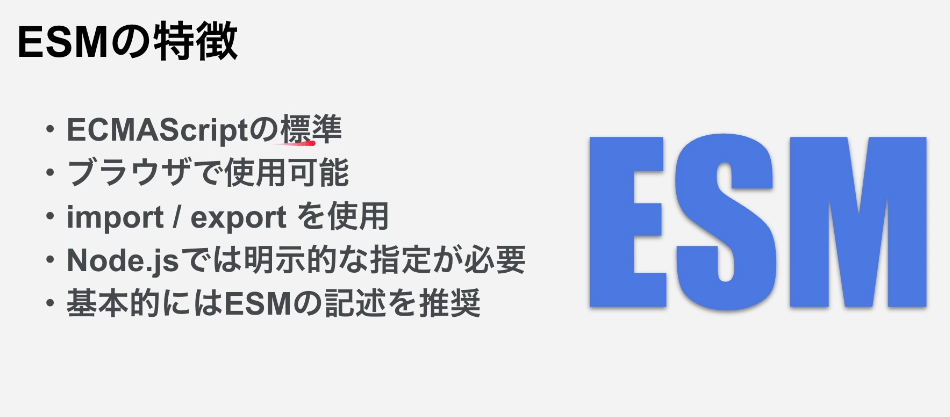 ESMの特徴
・ECMAScriptの標準
・ブラウザで使用可能
・import / export を使用
・Node.jsでは明示的な指定が必要
・基本的にはESMの記述を推奨
ESM